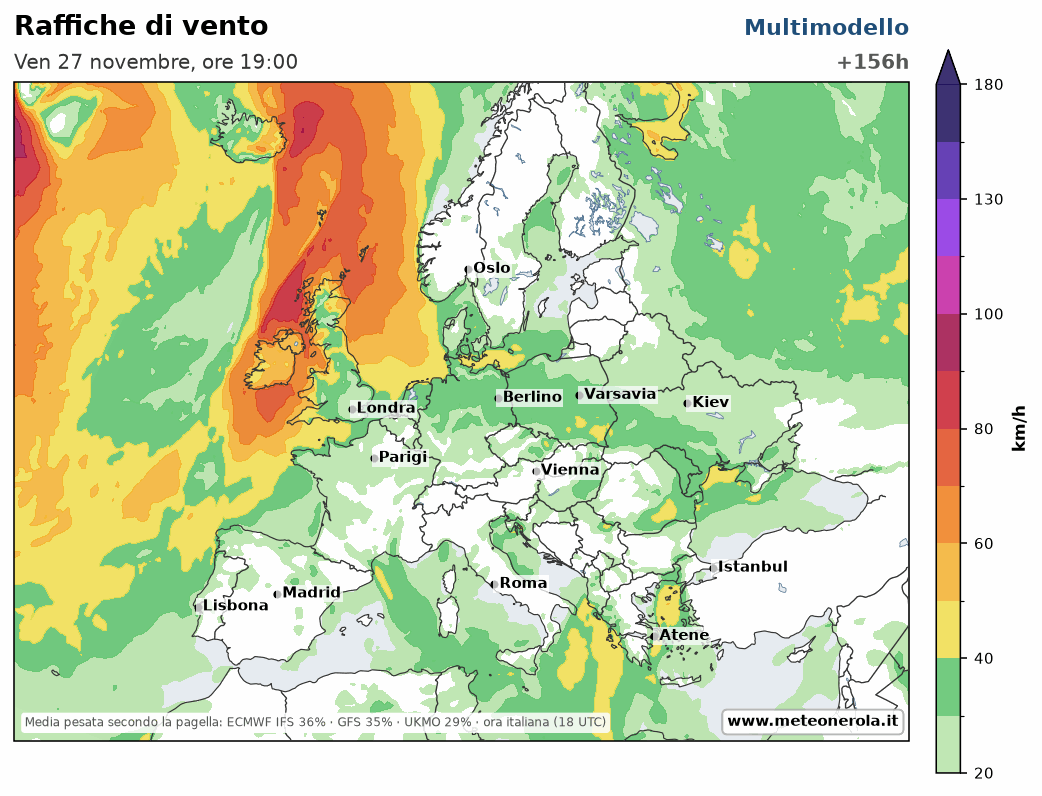 Raffiche di vento
Multimodello
Ven 27 novembre, ore 19:00
+156h
180
130
100
80
60
40
20
km/h
Oslo
Londra
Berlino
Varsavia
Kiev
Parigi
Vienna
Istanbul
Roma
Madrid
Lisbona
Atene
Media pesata secondo la pagella: ECMWF IFS 36% · GFS 35% · UKMO 29% · ora italiana (18 UTC)
www.meteonerola.it